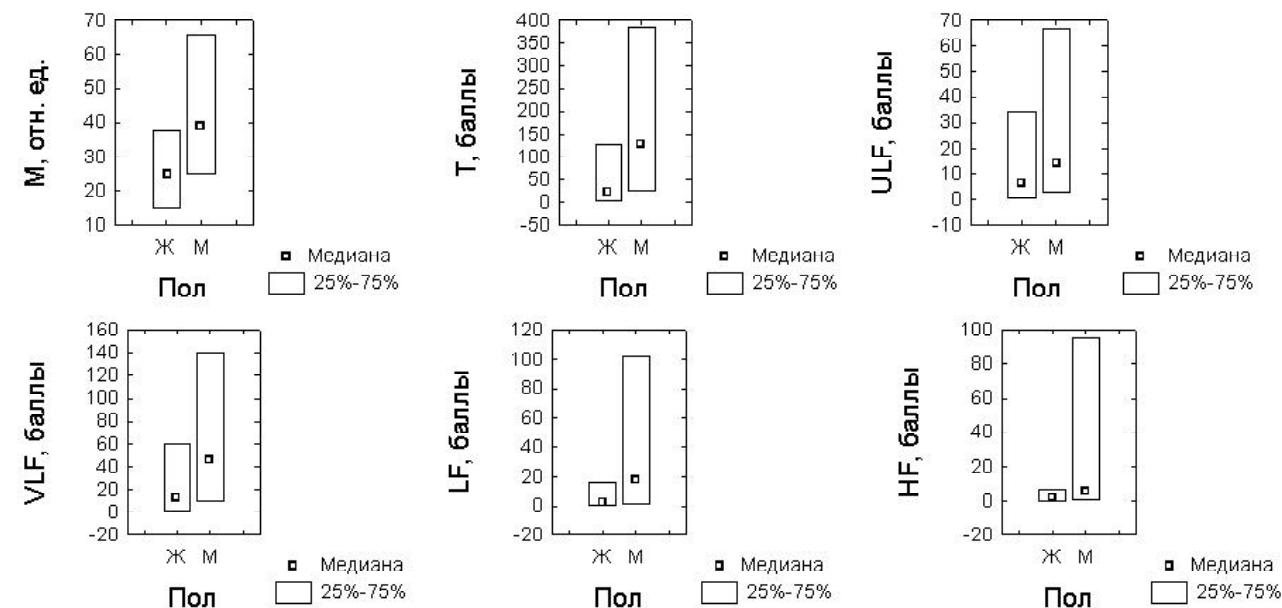 М, отн. ед.
70
60
50
40
30
20
10
Ж М
Пол
Медиана
25%-75%
Т, баллы
400
350
300
250
200
150
100
50
0
-50
Ж М
Пол
Медиана
25%-75%
ULF, баллы
70
60
50
40
30
20
10
0
-10
Ж М
Пол
Медиана
25%-75%
VLF, баллы
160
140
120
100
80
60
40
20
0
-20
Ж М
Пол
Медиана
25%-75%
LF, баллы
120
100
80
60
40
20
0
-20
Ж М
Пол
Медиана
25%-75%
HF, баллы
100
80
60
40
20
0
-20
Ж М
Пол
Медиана
25%-75%